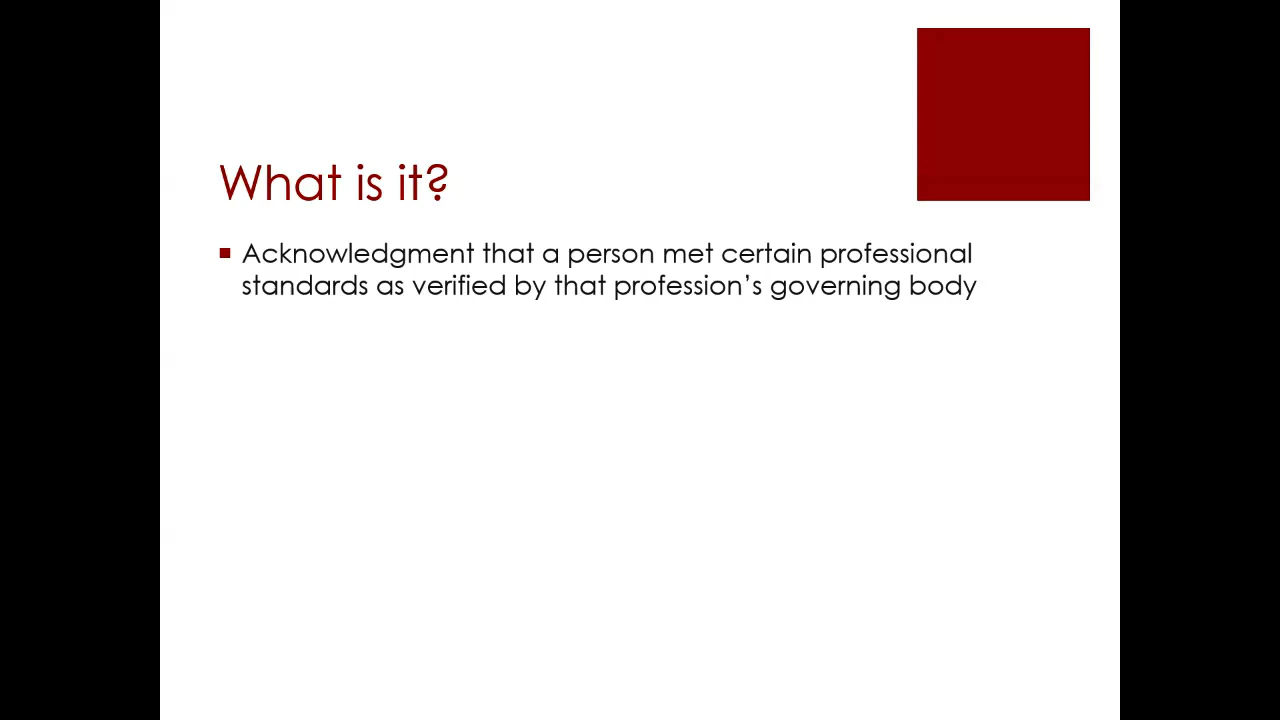 What is it?
Acknowledgment that a person met certain professional
standards as verified by that profession’s governing body